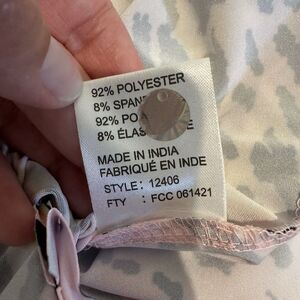 92% POLYESTER
8% SPAN
92% PO
8% ÉLAS
MADE IN INDIA
FABRIQUÉ EN INDE
STYLE : 12406
FTY : FCC 061421